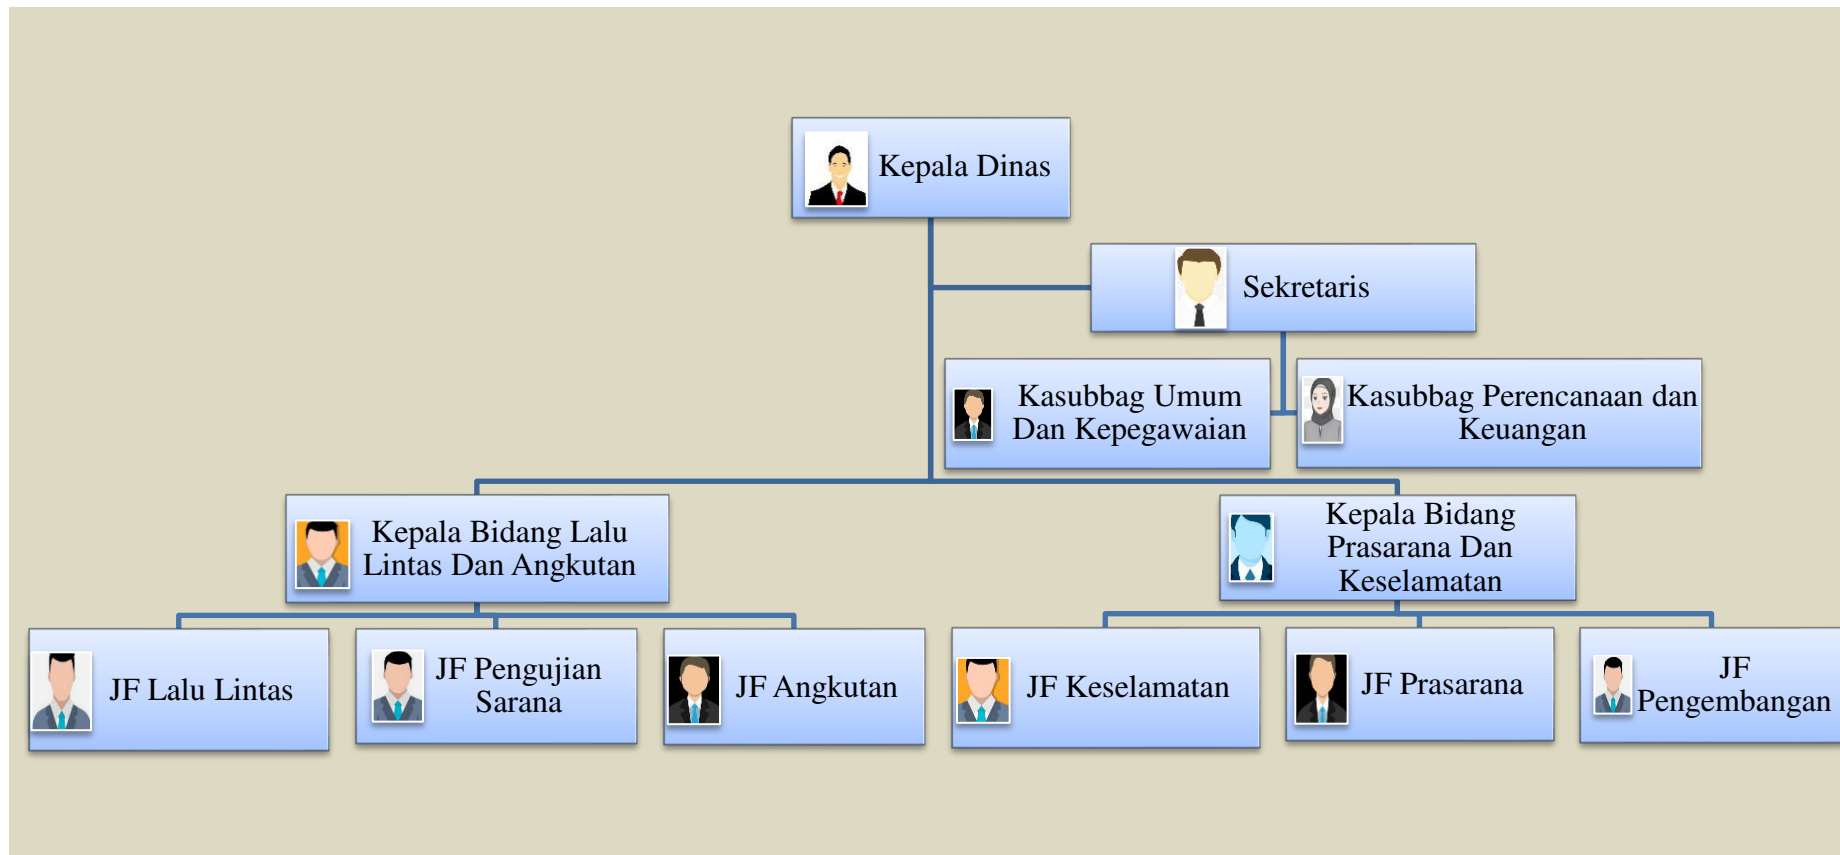 Kepala Dinas
Sekretaris
Kasubbag Umum
Dan Kepegawaian
Kasubbag Perencanaan dan
Keuangan
Kepala Bidang Lalu
Lintas Dan Angkutan
Kepala Bidang
Prasarana Dan
Keselamatan
JF Lalu Lintas
JF Pengujian
Sarana
JF Angkutan
JF Keselamatan
JF Prasarana
JF
Pengembangan